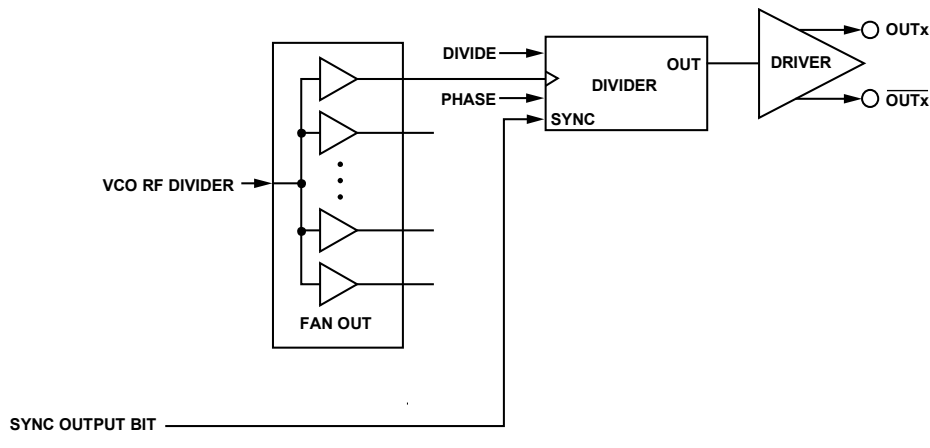 OUTx
DIVIDE
OUT
DRIVER
DIVIDER
PHASE
OUTx
SYNC
VCO RF DIVIDER
FAN OUT
SYNC OUTPUT BIT